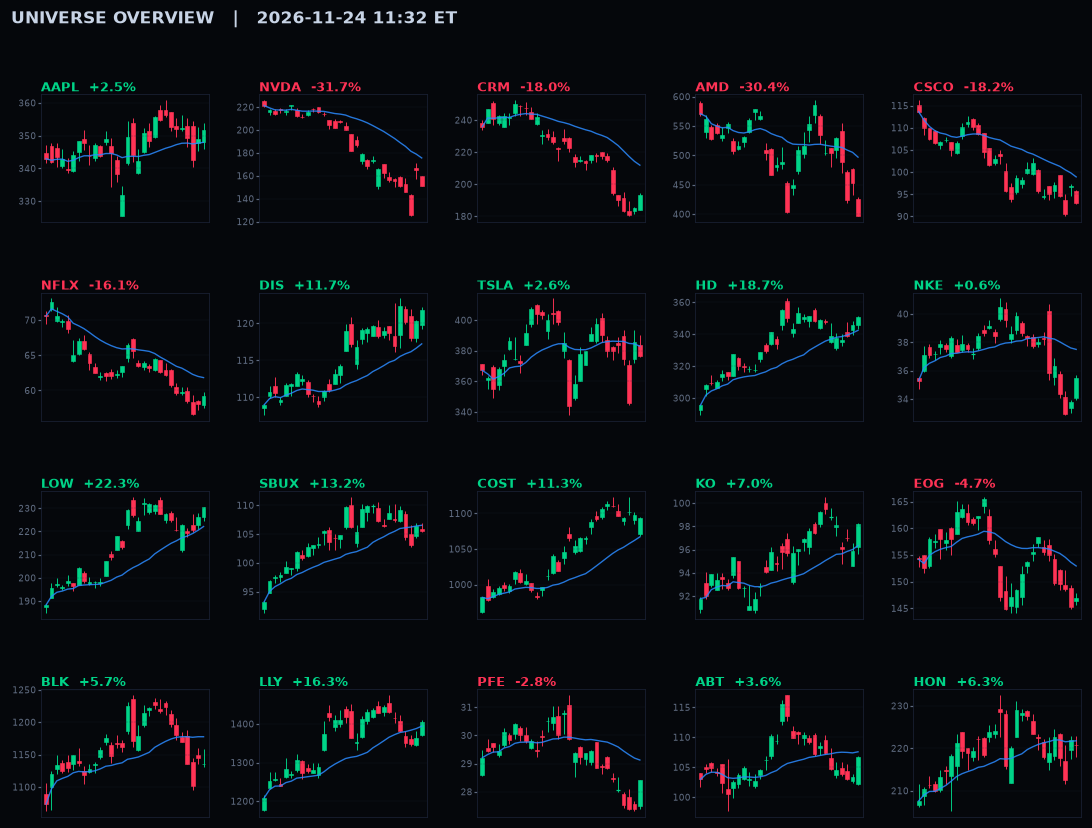 UNIVERSE OVERVIEW | 2026-11-24 11:32 ET
AAPL +2.5% NVDA -31.7% CRM -18.0% AMD -30.4% CSCO -18.2%
360 350 340 330
220 200 180 160 140 120
240 220 200 180
600 550 500 450 400
115 110 105 100 95 90
NFLX -16.1% DIS +11.7% TSLA +2.6% HD +18.7% NKE +0.6%
70 65 60
120 115 110
400 380 360 340
360 340 320 300
40 38 36 34
LOW +22.3% SBUX +13.2% COST +11.3% KO +7.0% EOG -4.7%
230 220 210 200 190
110 105 100 95
1100 1050 1000
100 98 96 94 92
165 160 155 150 145
BLK +5.7% LLY +16.3% PFE -2.8% ABT +3.6% HON +6.3%
1250 1200 1150 1100
1400 1300 1200
31 30 29 28
115 110 105 100
230 220 210